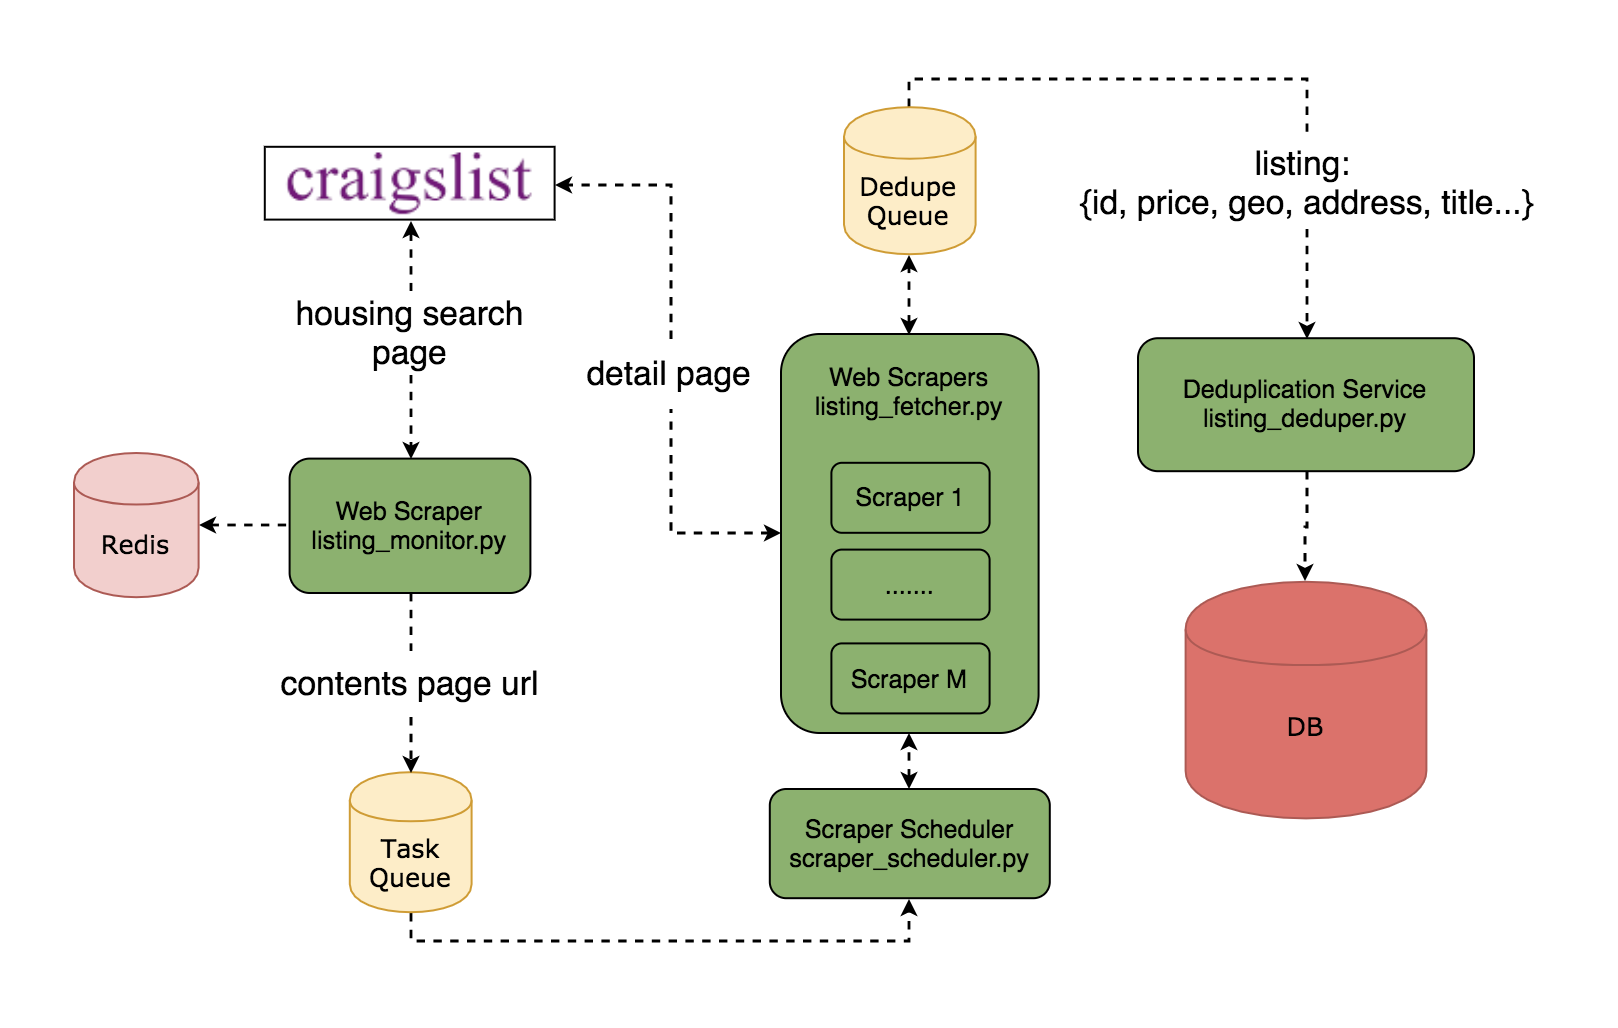 craigslist
housing search
page
detail page
Redis
Web Scraper
listing_monitor.py
contents page url
Task
Queue
Dedupe
Queue
Web Scrapers
listing_fetcher.py
Scraper 1
.......
Scraper M
Scraper Scheduler
scraper_scheduler.py
listing:
{id, price, geo, address, title...}
Deduplication Service
listing_deduper.py
DB